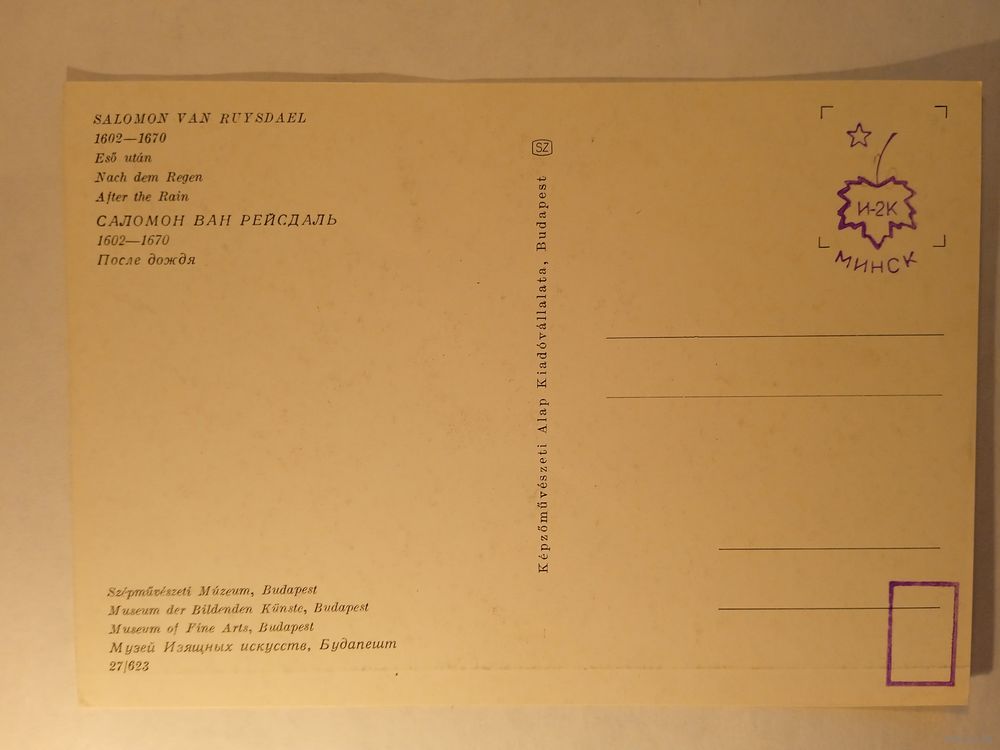 SALOMON VAN RUYSDAEL
1602—1670
Eső után
Nach dem Regen
After the Rain
САЛОМОН ВАН РЕЙСДАЛЬ
1602—1670
После дождя
Szépművészeti Múzeum, Budapest
Museum der Bildenden Künste, Budapest
Museum of Fine Arts, Budapest
Музей Изящных искусств, Будапешт
27/623
SZ
Képzőművészeti Alap Kiadóvállalata, Budapest
И-2К
МИНСК